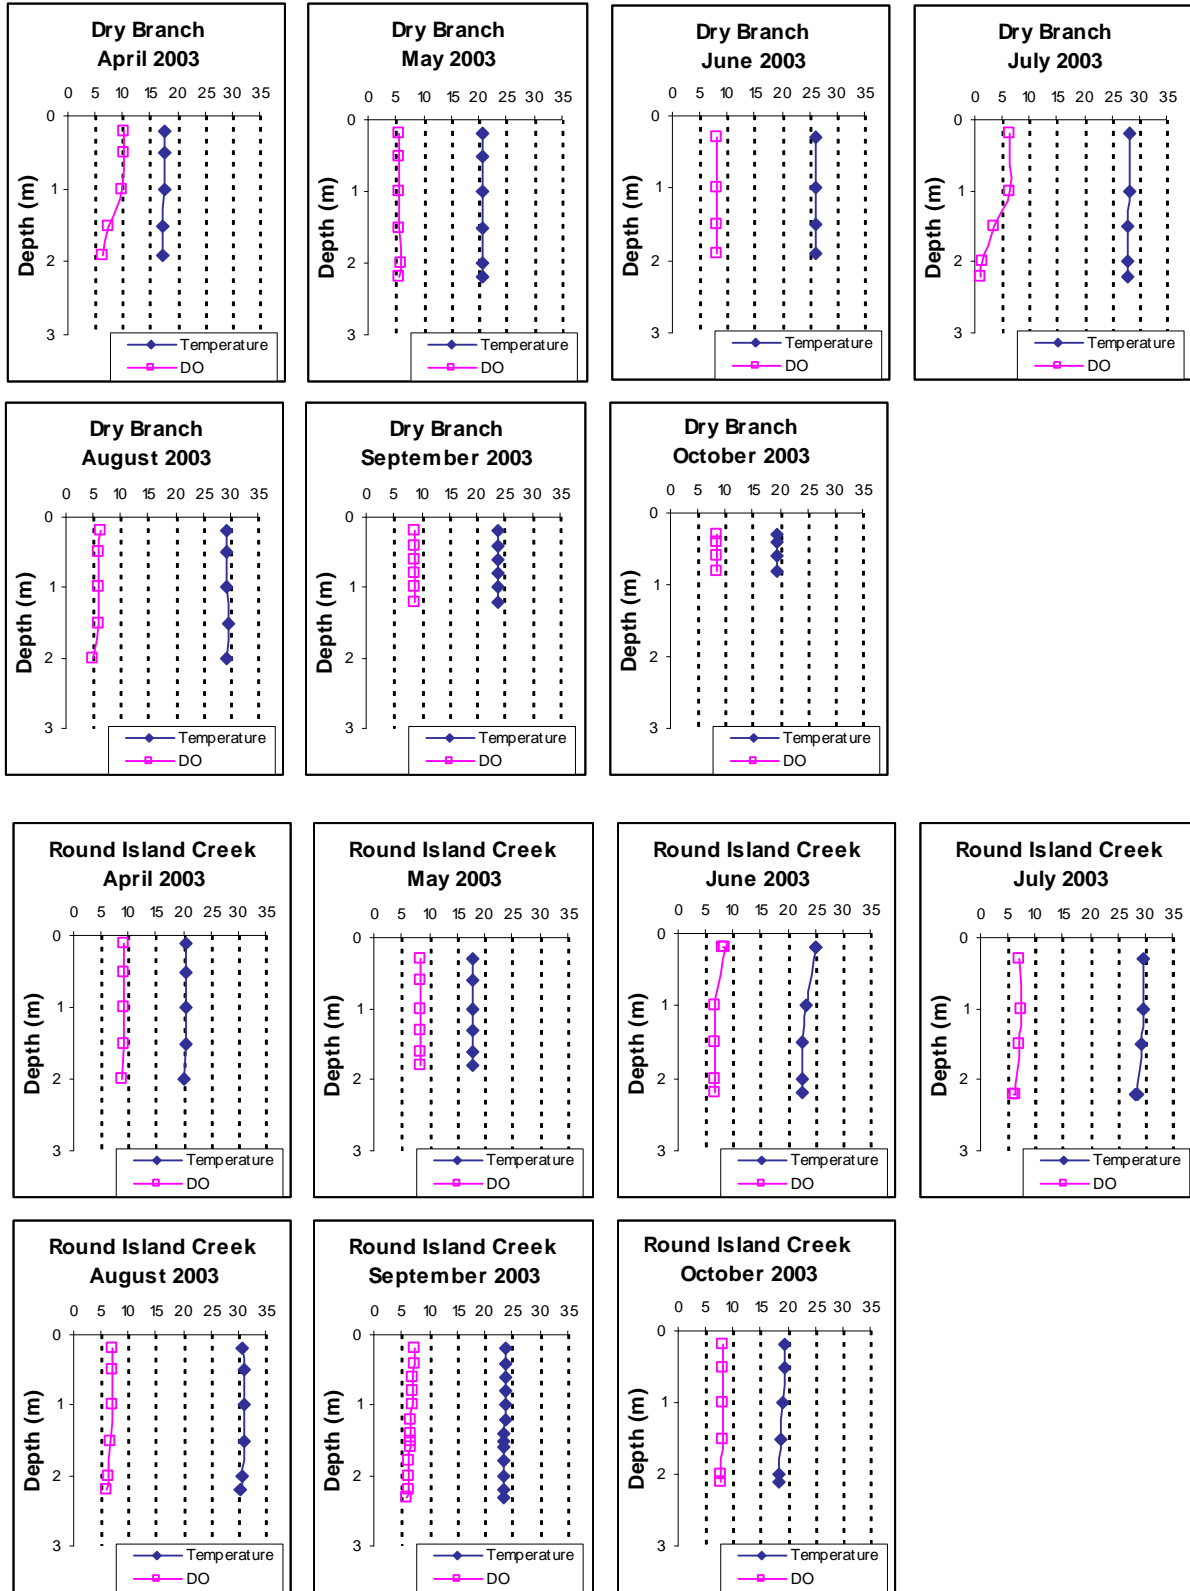 Dry Branch
April 2003
0 5 10 15 20 25 30 35
0
1
2
3
Depth (m)
Temperature
DO
Dry Branch
May 2003
0 5 10 15 20 25 30 35
0
1
2
3
Depth (m)
Temperature
DO
Dry Branch
June 2003
0 5 10 15 20 25 30 35
0
1
2
3
Depth (m)
Temperature
DO
Dry Branch
July 2003
0 5 10 15 20 25 30 35
0
1
2
3
Depth (m)
Temperature
DO
Dry Branch
August 2003
0 5 10 15 20 25 30 35
0
1
2
3
Depth (m)
Temperature
DO
Dry Branch
September 2003
0 5 10 15 20 25 30 35
0
1
2
3
Depth (m)
Temperature
DO
Dry Branch
October 2003
0 5 10 15 20 25 30 35
0
1
2
3
Depth (m)
Temperature
DO
Round Island Creek
April 2003
0 5 10 15 20 25 30 35
0
1
2
3
Depth (m)
Temperature
DO
Round Island Creek
May 2003
0 5 10 15 20 25 30 35
0
1
2
3
Depth (m)
Temperature
DO
Round Island Creek
June 2003
0 5 10 15 20 25 30 35
0
1
2
3
Depth (m)
Temperature
DO
Round Island Creek
July 2003
0 5 10 15 20 25 30 35
0
1
2
3
Depth (m)
Temperature
DO
Round Island Creek
August 2003
0 5 10 15 20 25 30 35
0
1
2
3
Depth (m)
Temperature
DO
Round Island Creek
September 2003
0 5 10 15 20 25 30 35
0
1
2
3
Depth (m)
Temperature
DO
Round Island Creek
October 2003
0 5 10 15 20 25 30 35
0
1
2
3
Depth (m)
Temperature
DO